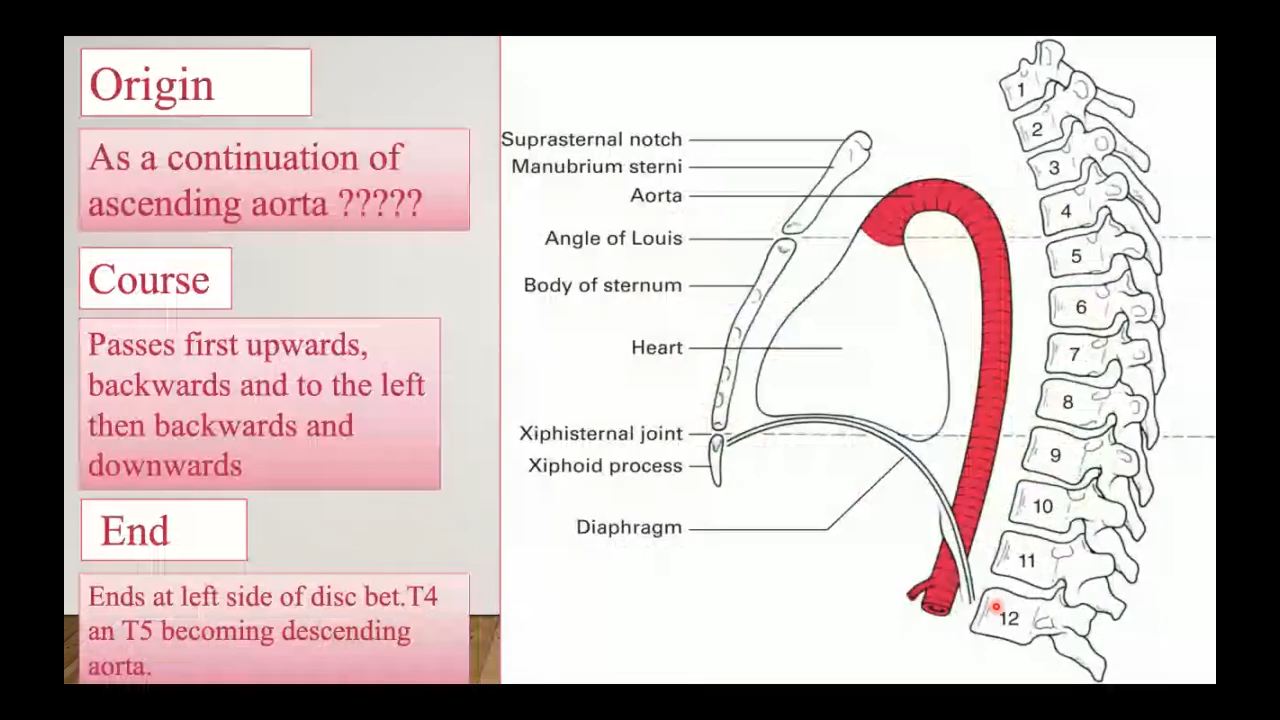 Origin
As a continuation of
ascending aorta ?????
Course
Passes first upwards,
backwards and to the left
then backwards and
downwards
End
Ends at left side of disc bet.T4
an T5 becoming descending
aorta.
Suprasternal notch
Manubrium sterni
Aorta
Angle of Louis
Body of sternum
Heart
Xiphisternal joint
Xiphoid process
Diaphragm
1
2
3
4
5
6
7
8
9
10
11
12